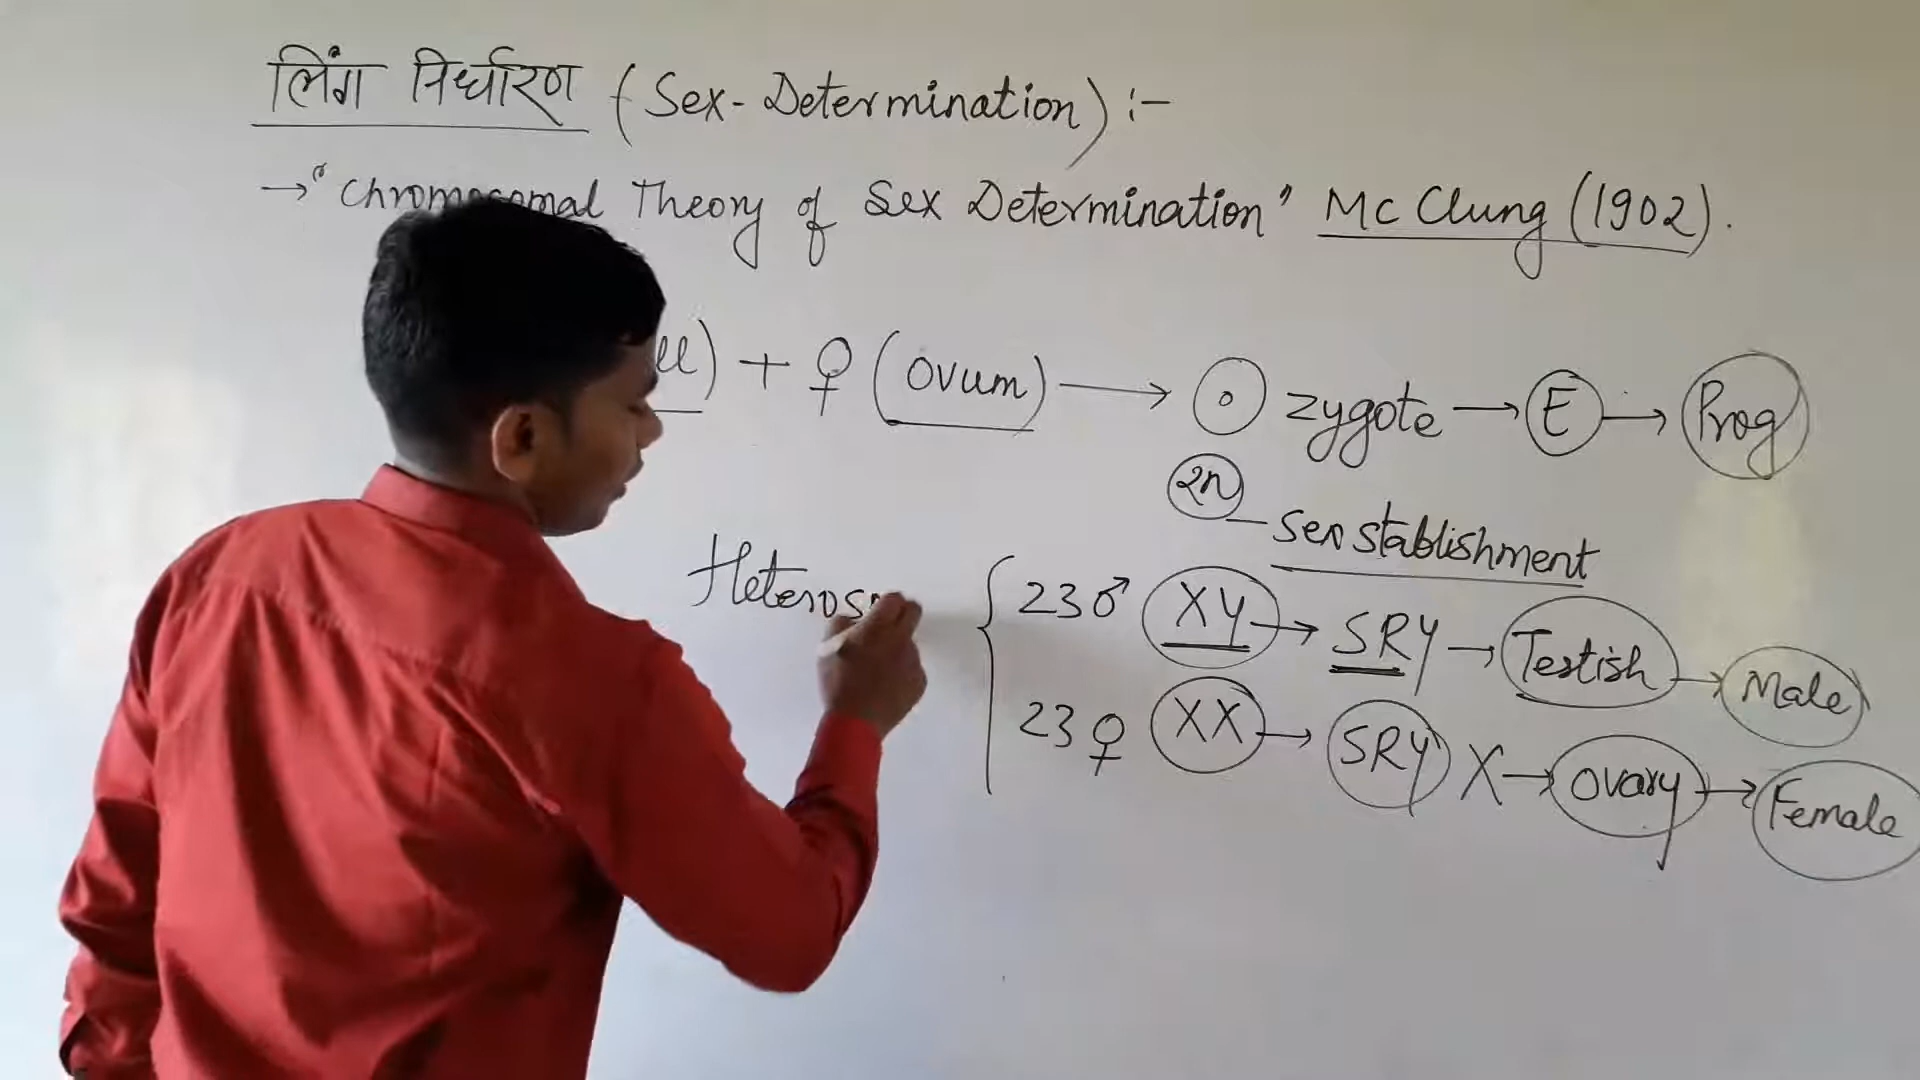 लिंग निर्धारण (Sex-Determination) :-
→ "Chromosomal Theory of Sex Determination" Mc Clung (1902).
) + ♀ (Ovum) → zygote → E → Prog
2n
Sex stablishment
Heteros
23 ♂ XY → SRY → Testish → Male
23 ♀ XX → SRY X → Ovary → Female